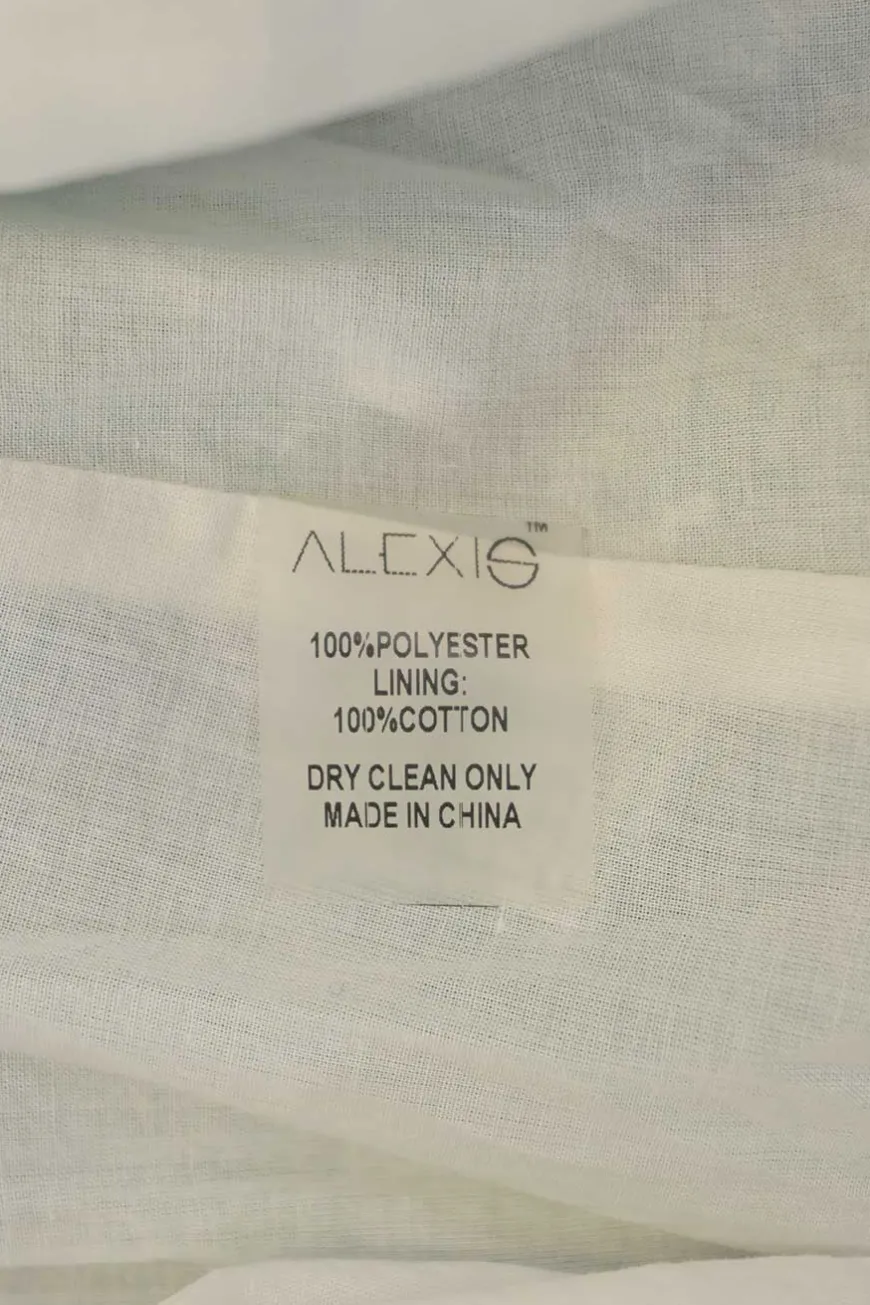 ALEXIS™
100%POLYESTER
LINING:
100%COTTON
DRY CLEAN ONLY
MADE IN CHINA